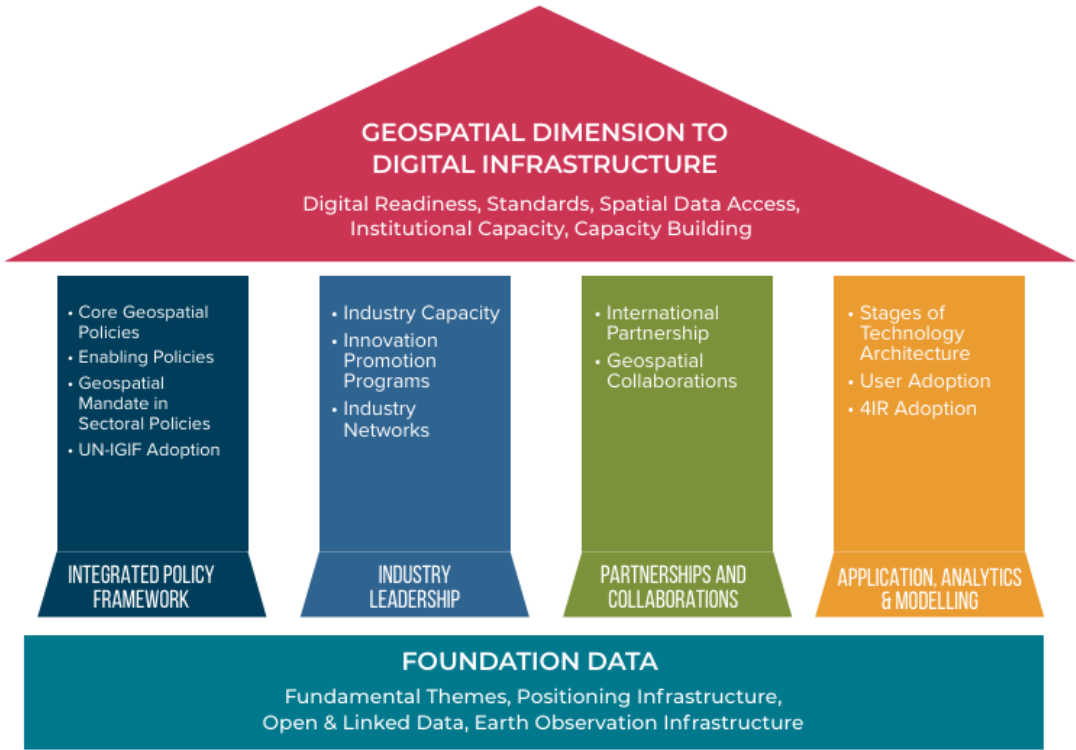 GEOSPATIAL DIMENSION TO
DIGITAL INFRASTRUCTURE
Digital Readiness, Standards, Spatial Data Access,
Institutional Capacity, Capacity Building
• Core Geospatial
Policies
• Enabling Policies
• Geospatial
Mandate in
Sectoral Policies
• UN-IGIF Adoption
INTEGRATED POLICY
FRAMEWORK
• Industry Capacity
• Innovation
Promotion
Programs
• Industry
Networks
INDUSTRY
LEADERSHIP
• International
Partnership
• Geospatial
Collaborations
PARTNERSHIPS AND
COLLABORATIONS
• Stages of
Technology
Architecture
• User Adoption
• 4IR Adoption
APPLICATION, ANALYTICS
& MODELLING
FOUNDATION DATA
Fundamental Themes, Positioning Infrastructure,
Open & Linked Data, Earth Observation Infrastructure